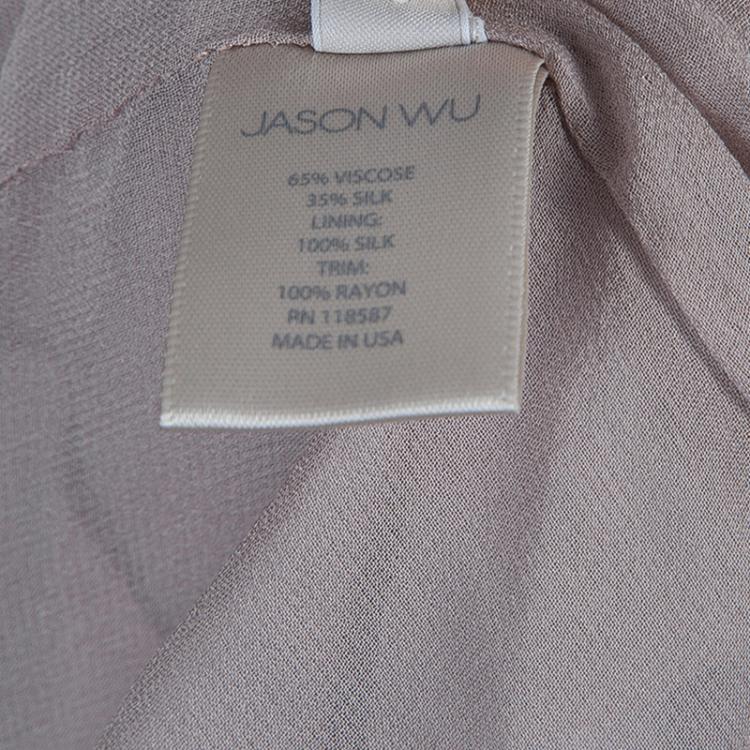 JASON WU
65% VISCOSE
35% SILK
LINING:
100% SILK
TRIM:
100% RAYON
RN 118587
MADE IN USA